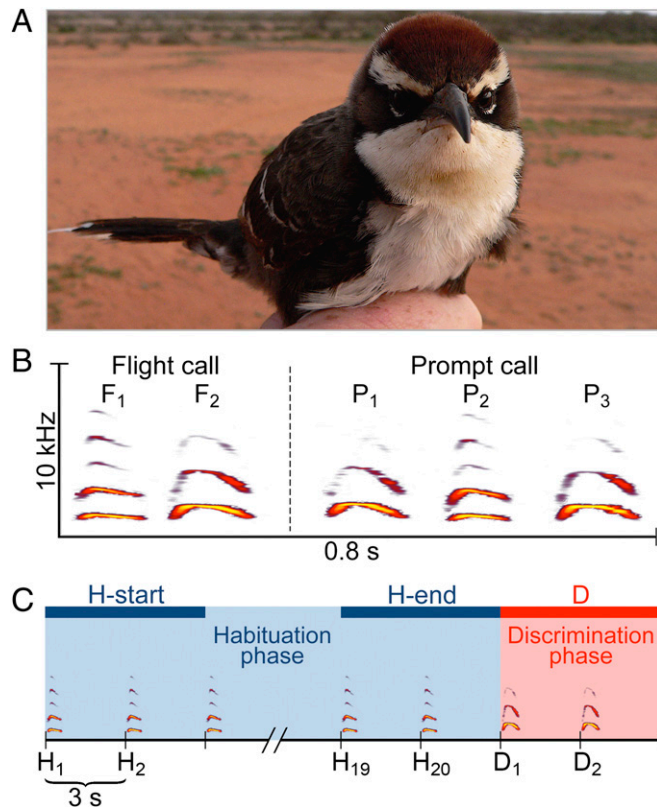 A
B
Flight call Prompt call
F1 F2 P1 P2 P3
10 kHz
0.8 s
C
H-start H-end D
Habituation phase
Discrimination phase
H1 H2 H19 H20 D1 D2
3 s